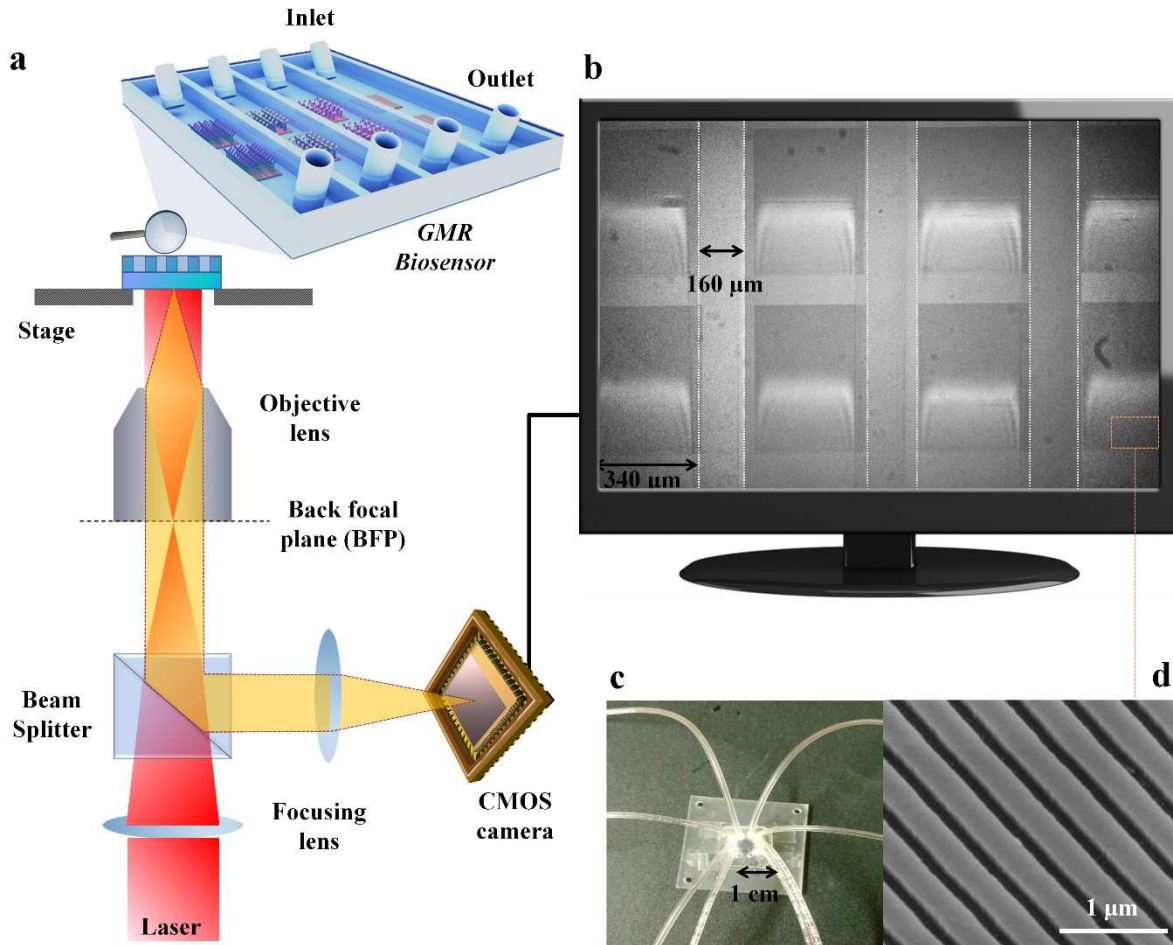 a
Inlet
Outlet
GMR
Biosensor
Stage
Objective
lens
Back focal
plane (BFP)
Beam
Splitter
Focusing
lens
CMOS
camera
Laser
b
160 μm
340 μm
c
1 cm
d
1 μm